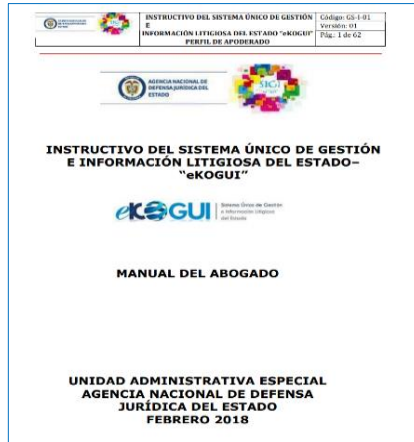 INSTRUCTIVO DEL SISTEMA ÚNICO DE GESTIÓN
E
INFORMACIÓN LITIGIOSA DEL ESTADO "eKOGUI"
PERFIL DE APODERADO
Código: GS-I-01
Versión: 01
Pág.: 1 de 62
AGENCIA NACIONAL DE
DEFENSA JURÍDICA DEL
ESTADO
SIGI
INSTRUCTIVO DEL SISTEMA ÚNICO DE GESTIÓN
E INFORMACIÓN LITIGIOSA DEL ESTADO–
"eKOGUI"
eKOGUI
Sistema Único de Gestión
e Información Litigiosa
del Estado
MANUAL DEL ABOGADO
UNIDAD ADMINISTRATIVA ESPECIAL
AGENCIA NACIONAL DE DEFENSA
JURÍDICA DEL ESTADO
FEBRERO 2018